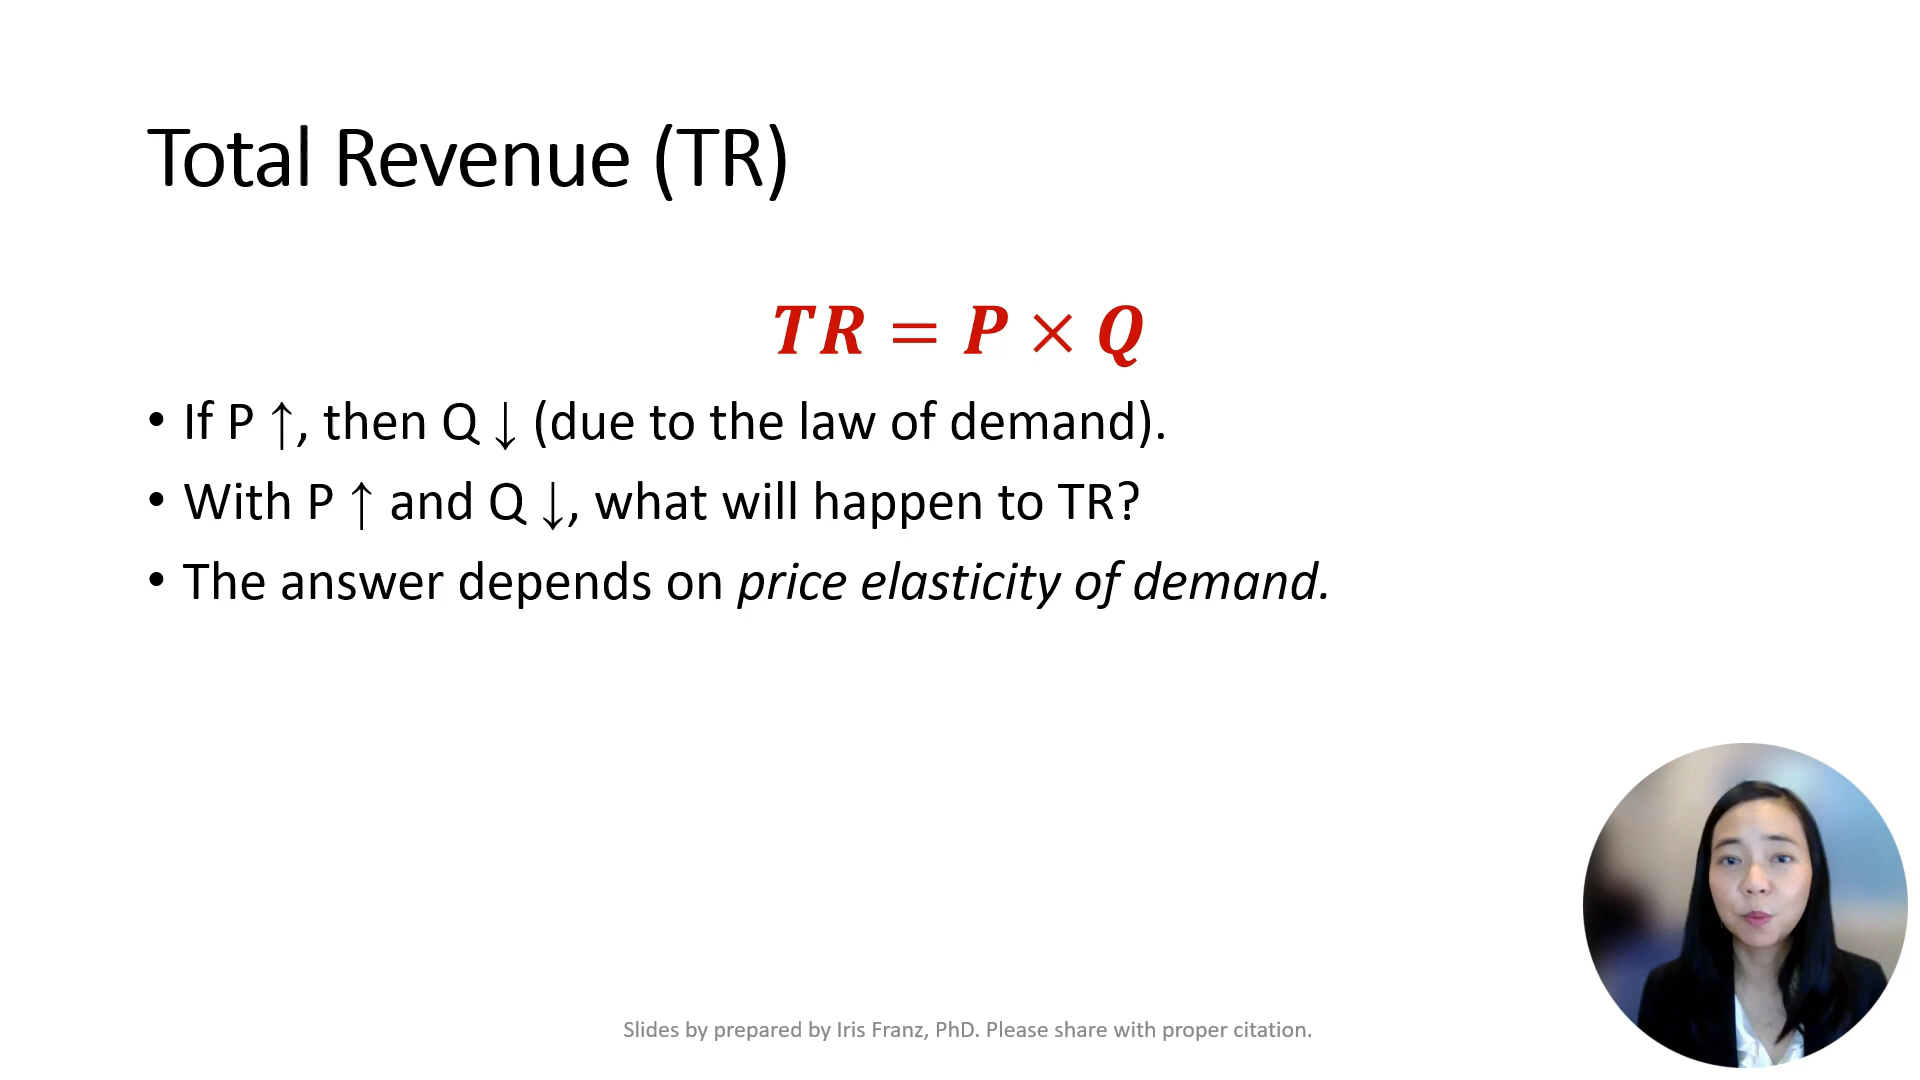 Total Revenue (TR)
TR = P × Q
• If P ↑, then Q ↓ (due to the law of demand).
• With P ↑ and Q ↓, what will happen to TR?
• The answer depends on price elasticity of demand.
Slides by prepared by Iris Franz, PhD. Please share with proper citation.